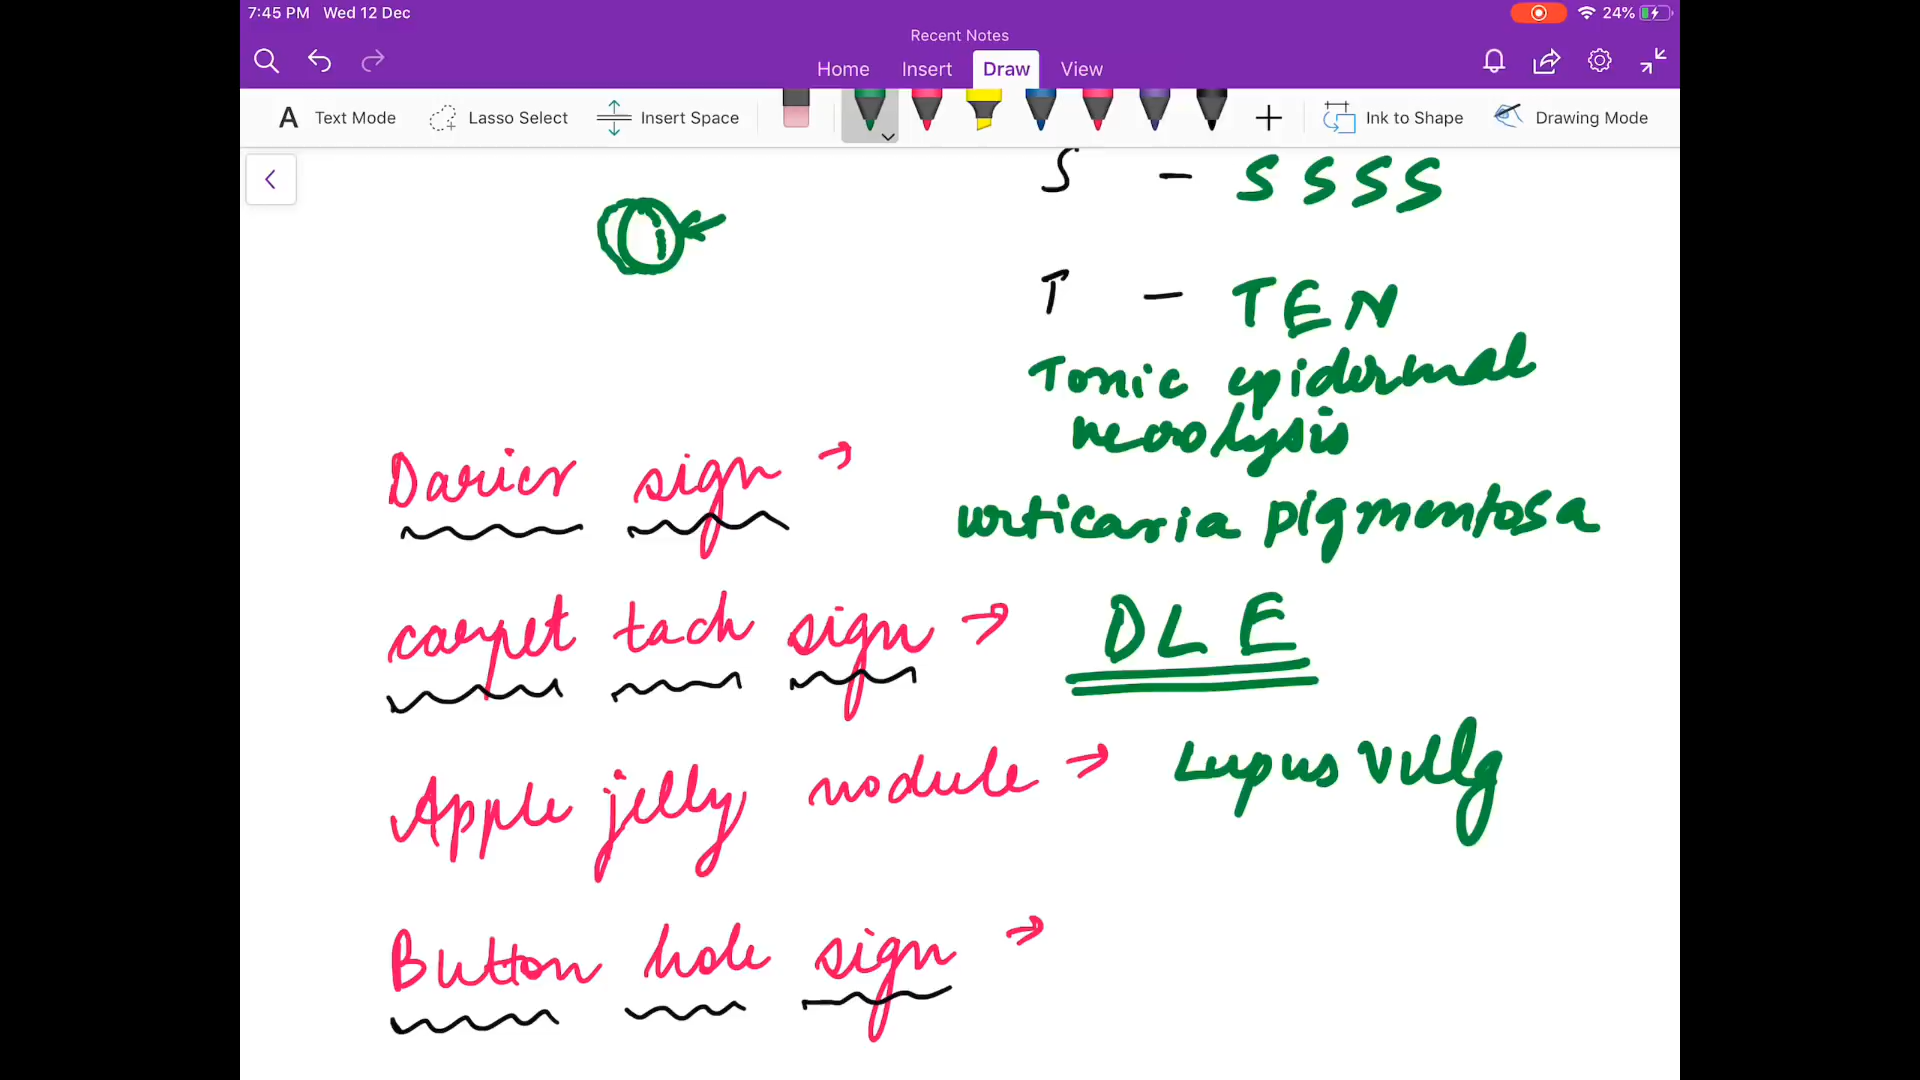 7:45 PM Wed 12 Dec
24%
Recent Notes
Home Insert Draw View
A Text Mode Lasso Select Insert Space Ink to Shape Drawing Mode
S - SSSS
T - TEN
Toxic epidermal
necrolysis
Darier sign → urticaria pigmentosa
carpet tack sign → DLE
Apple jelly nodule → Lupus Vulg
Button hole sign →